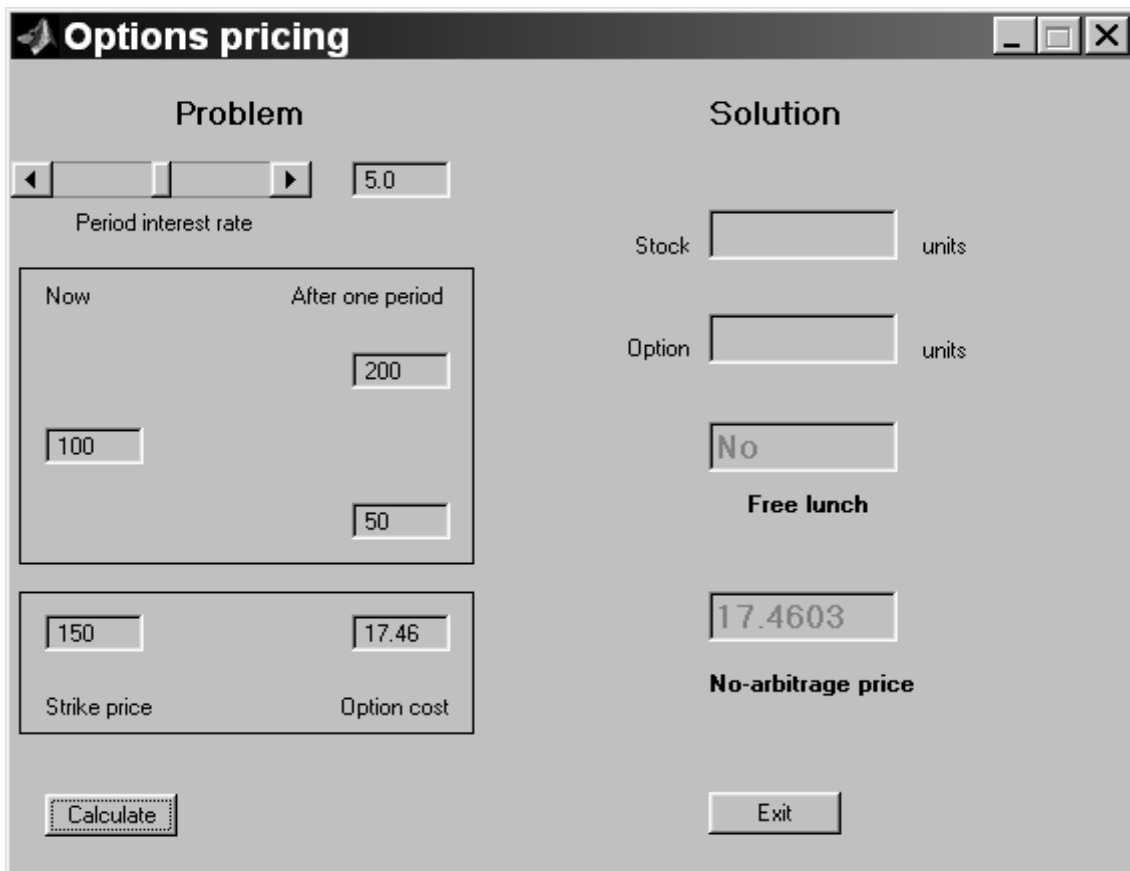 Options pricing
Problem
Solution
5.0
Period interest rate
Stock units
Now After one period
Option units
200
100
No
50
Free lunch
150 17.46
17.4603
Strike price Option cost
No-arbitrage price
Calculate
Exit